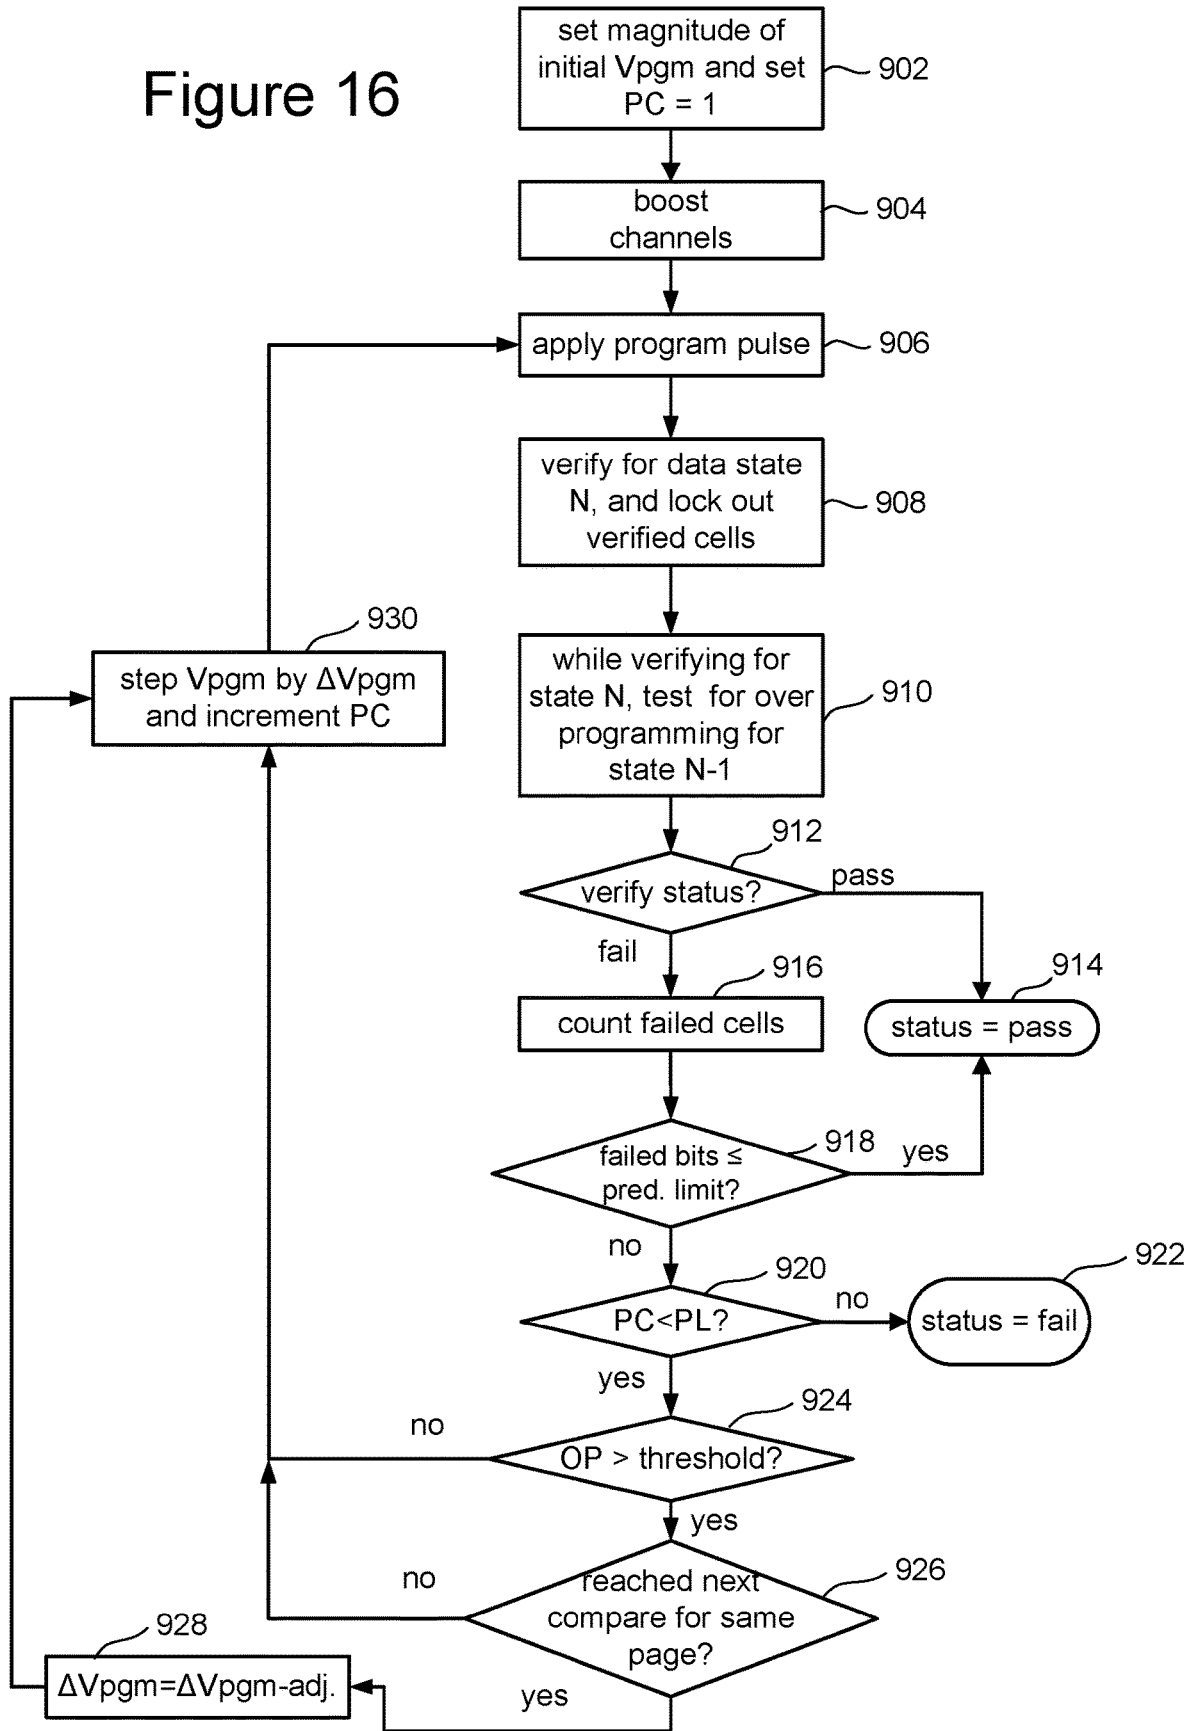 Figure 16
set magnitude of
initial Vpgm and set
PC = 1
902
boost
channels
904
apply program pulse
906
verify for data state
N, and lock out
verified cells
908
930
step Vpgm by ΔVpgm
and increment PC
while verifying for
state N, test for over
programming for
state N-1
910
912
verify status?
pass
fail
916
count failed cells
914
status = pass
918
failed bits ≤
pred. limit?
yes
no
920
PC<PL?
no
922
status = fail
yes
924
OP > threshold?
no
yes
926
reached next
compare for same
page?
no
928
ΔVpgm=ΔVpgm-adj.
yes